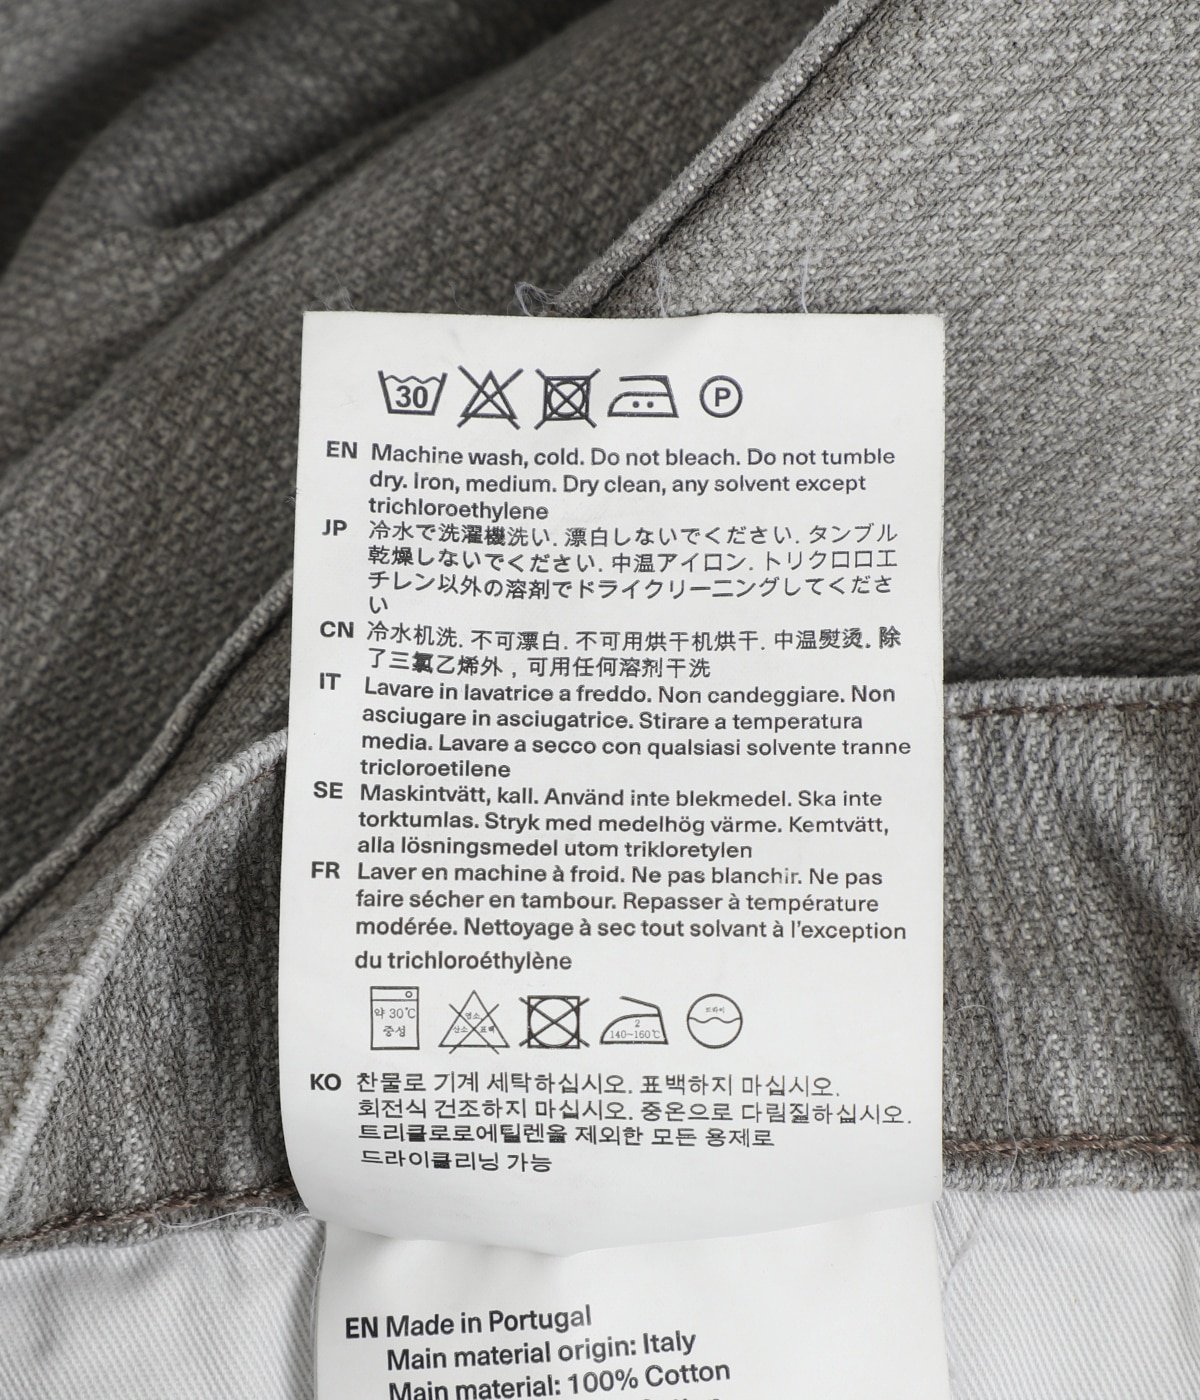 30 P
EN Machine wash, cold. Do not bleach. Do not tumble
dry. Iron, medium. Dry clean, any solvent except
trichloroethylene
JP 冷水で洗濯機洗い. 漂白しないでください. タンブル
乾燥しないでください. 中温アイロン. トリクロロエ
チレン以外の溶剤でドライクリーニングしてくださ
い
CN 冷水机洗. 不可漂白. 不可用烘干机烘干. 中温熨烫. 除
了三氯乙烯外 , 可用任何溶剂干洗
IT Lavare in lavatrice a freddo. Non candeggiare. Non
asciugare in asciugatrice. Stirare a temperatura
media. Lavare a secco con qualsiasi solvente tranne
tricloroetilene
SE Maskintvätt, kall. Använd inte blekmedel. Ska inte
torktumlas. Stryk med medelhög värme. Kemtvätt,
alla lösningsmedel utom trikloretylen
FR Laver en machine à froid. Ne pas blanchir. Ne pas
faire sécher en tambour. Repasser à température
modérée. Nettoyage à sec tout solvant à l'exception
du trichloroéthylène
약 30℃ 중성 염소 산소 표백 2 140~160℃ 드라이
KO 찬물로 기계 세탁하십시오. 표백하지 마십시오.
회전식 건조하지 마십시오. 중온으로 다림질하십시오.
트리클로로에틸렌을 제외한 모든 용제로
드라이클리닝 가능
EN Made in Portugal
Main material origin: Italy
Main material: 100% Cotton